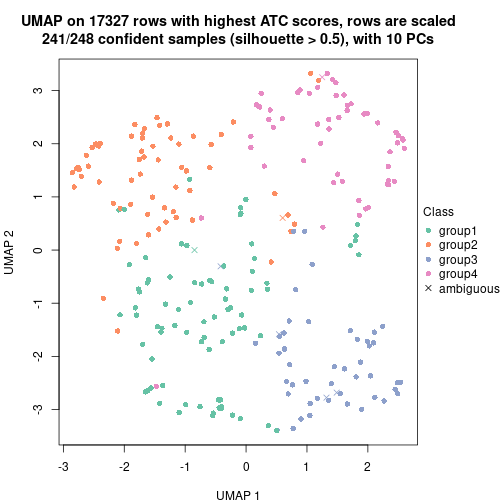 UMAP on 17327 rows with highest ATC scores, rows are scaled
241/248 confident samples (silhouette > 0.5), with 10 PCs
3
2
1
0
-1
-2
-3
UMAP 2
-3
-2
-1
0
1
2
UMAP 1
Class
group1
group2
group3
group4
ambiguous